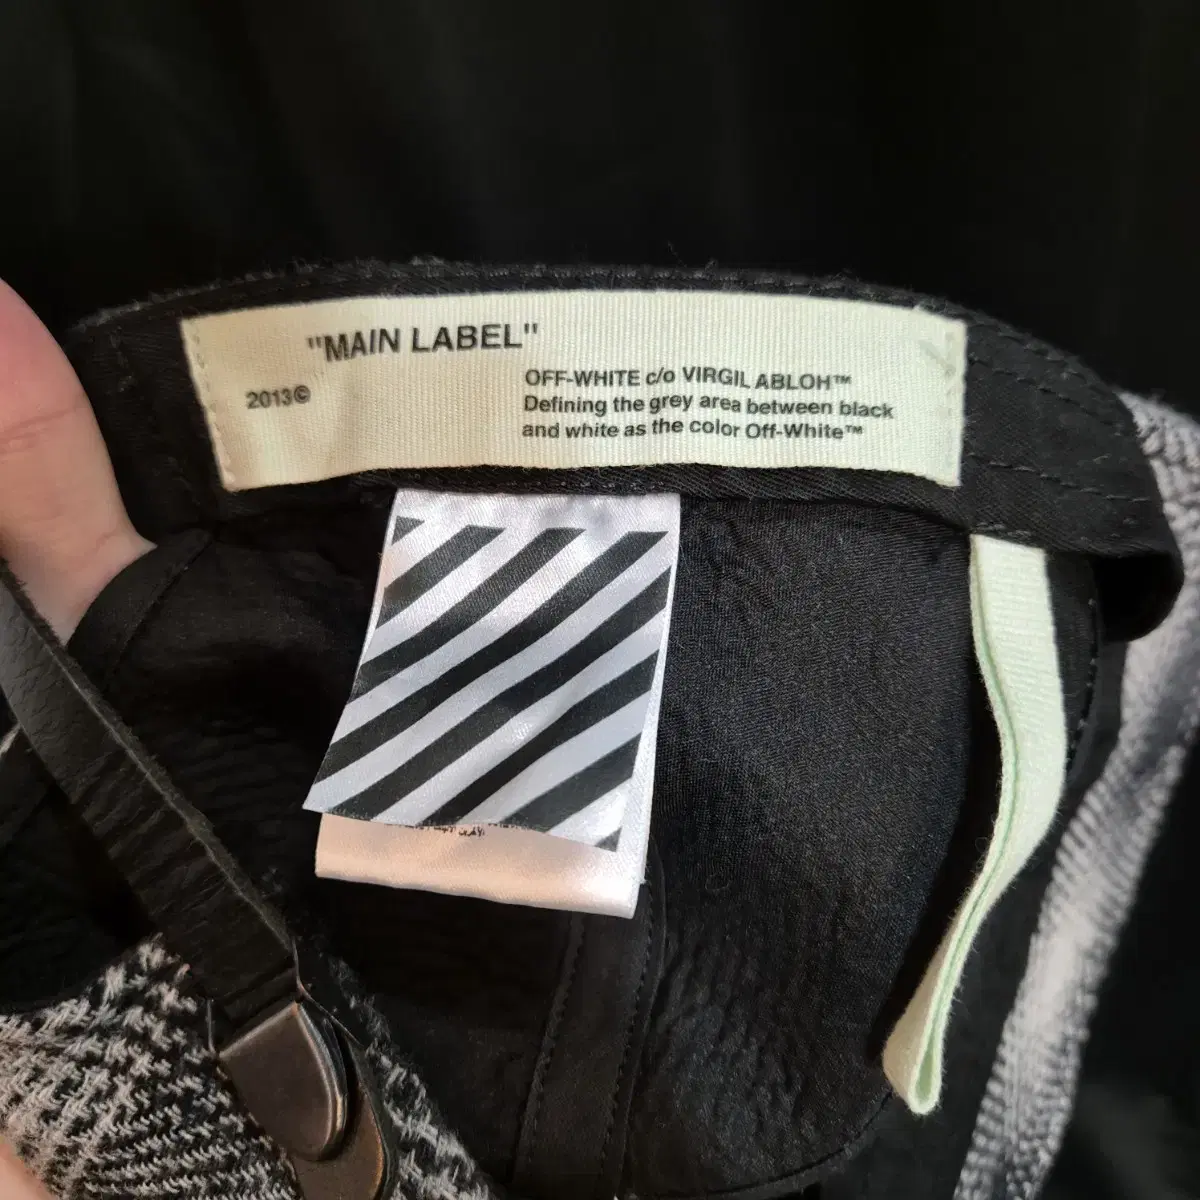 "MAIN LABEL"
2013©
OFF-WHITE c/o VIRGIL ABLOH™
Defining the grey area between black
and white as the color Off-White™